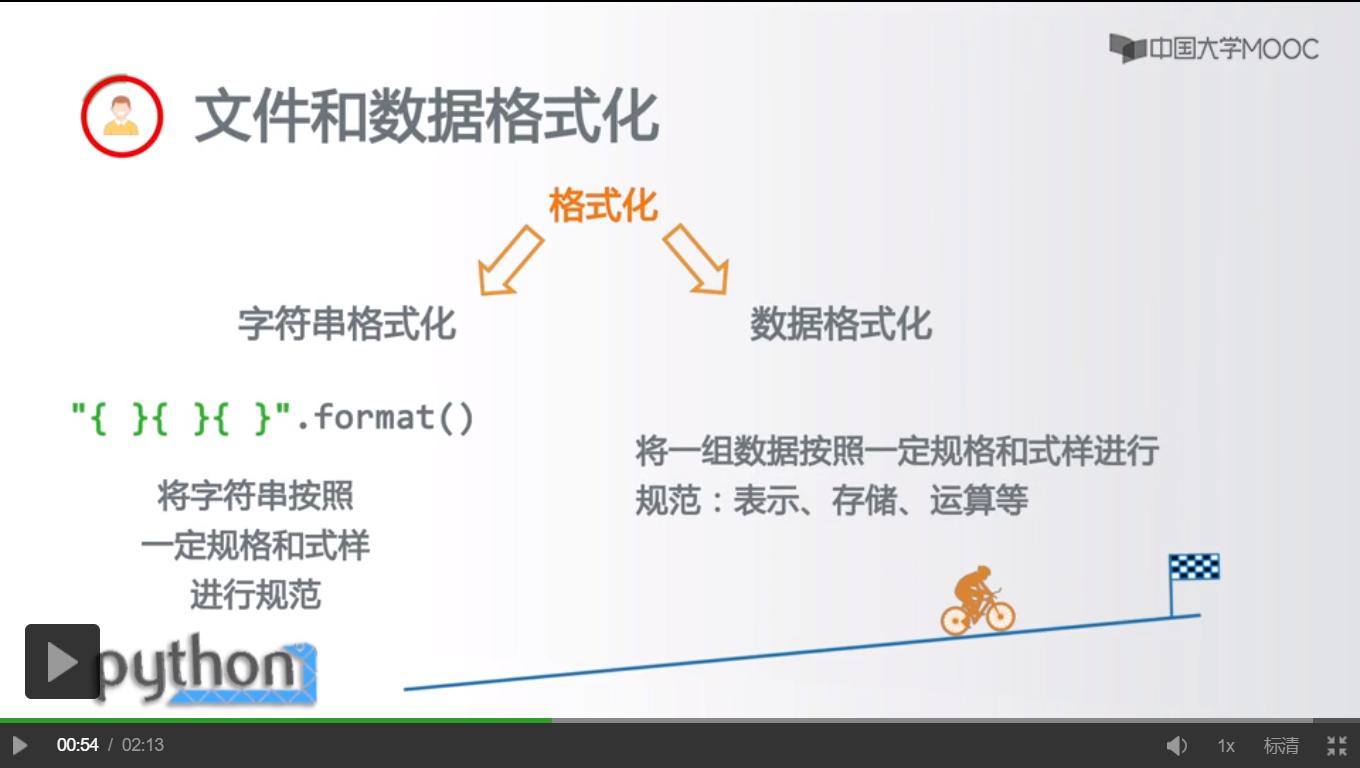 中国大学MOOC
文件和数据格式化
格式化
字符串格式化
数据格式化
"{ }{ }{ }".format()
将字符串按照
一定规格和式样
进行规范
将一组数据按照一定规格和式样进行
规范：表示、存储、运算等
python
00:54 / 02:13
1x
标清